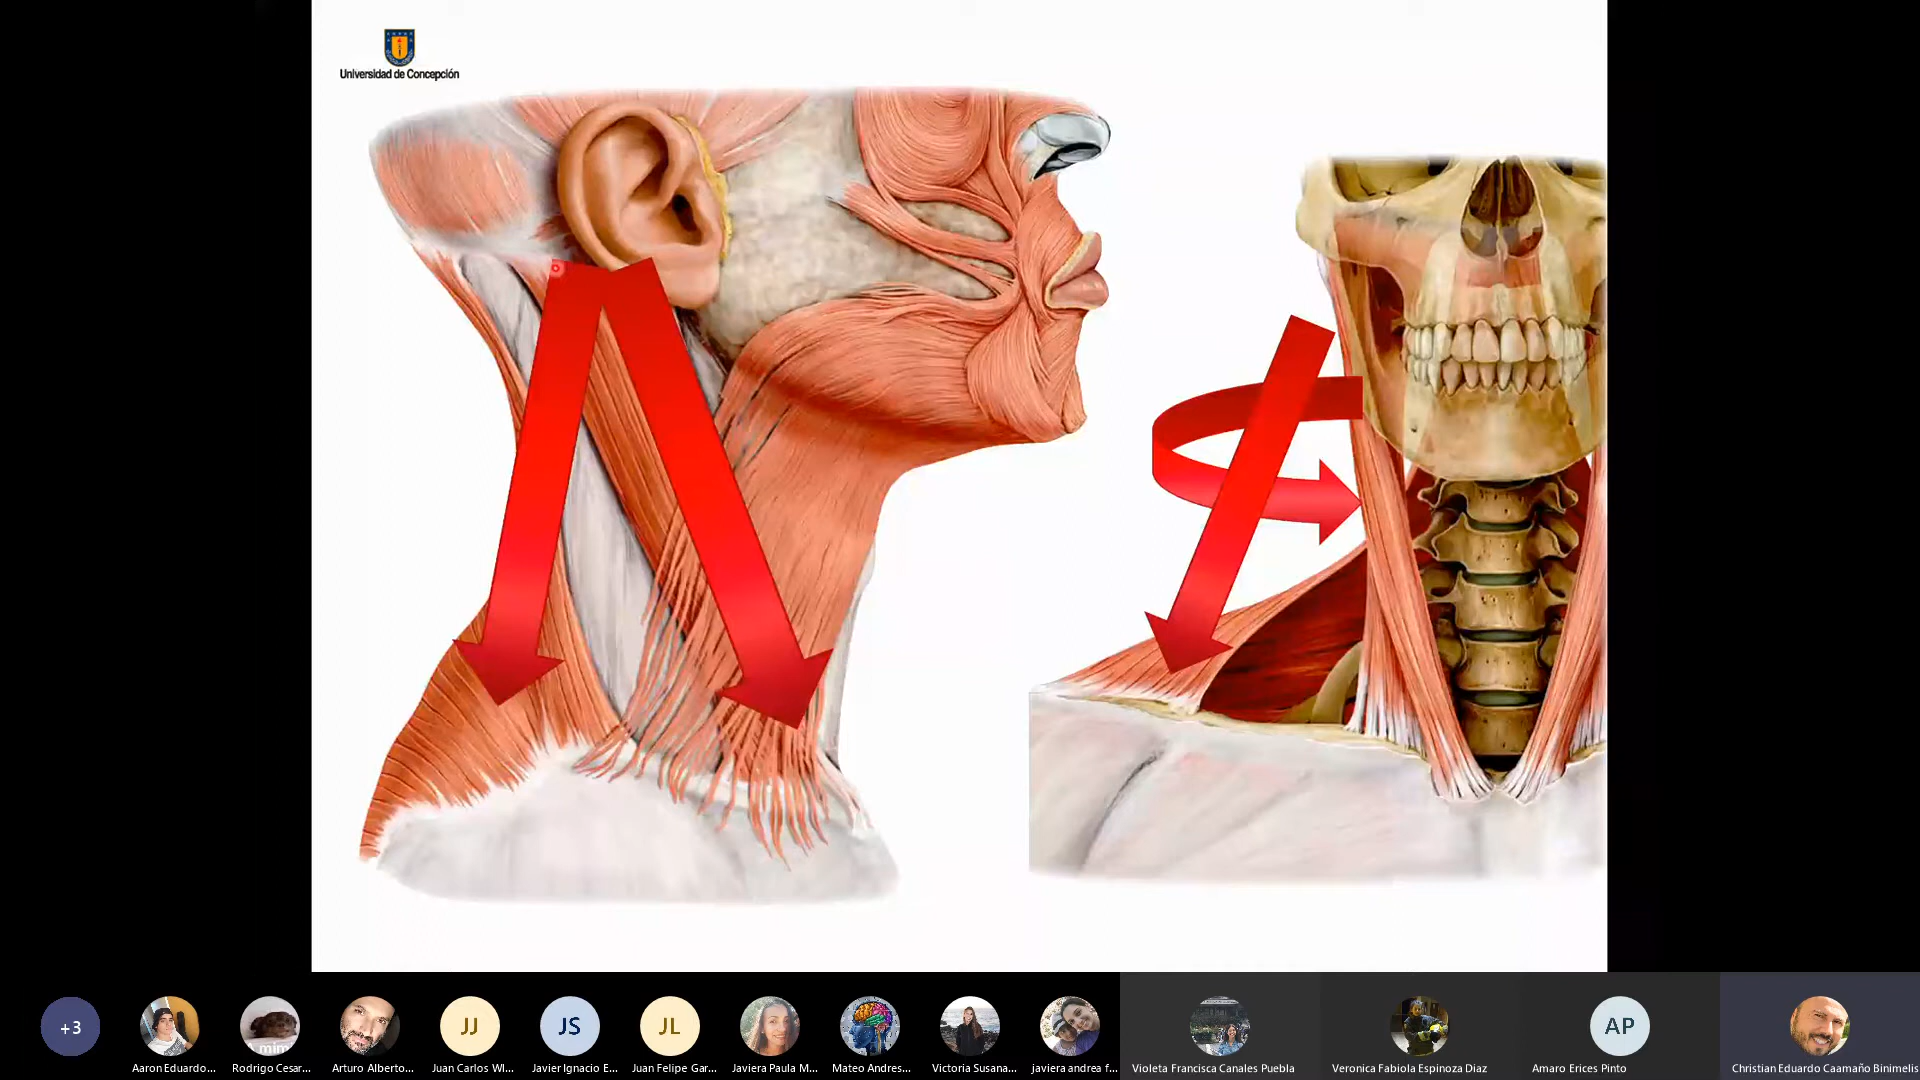 Universidad de Concepción
+3
JJ
JS
JL
mim
AP
Aaron Eduardo...
Rodrigo Cesar...
Arturo Alberto...
Juan Carlos Wl...
Javier Ignacio E...
Juan Felipe Gar...
Javiera Paula M...
Mateo Andres...
Victoria Susana...
javiera andrea f...
Violeta Francisca Canales Puebla
Veronica Fabiola Espinoza Diaz
Amaro Erices Pinto
Christian Eduardo Caamaño Binimelis